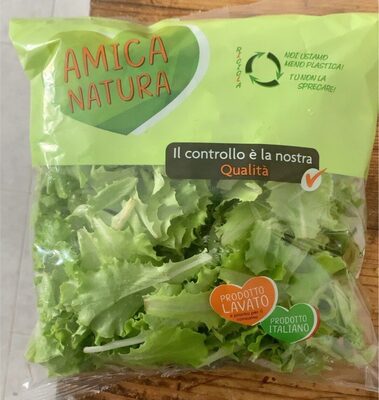 AMICA
NATURA
RICICLA
NOI USIAMO
MENO PLASTICA!
TU NON LA
SPRECARE!
Il controllo è la nostra
Qualità
PRODOTTO
LAVATO
PRODOTTO
ITALIANO